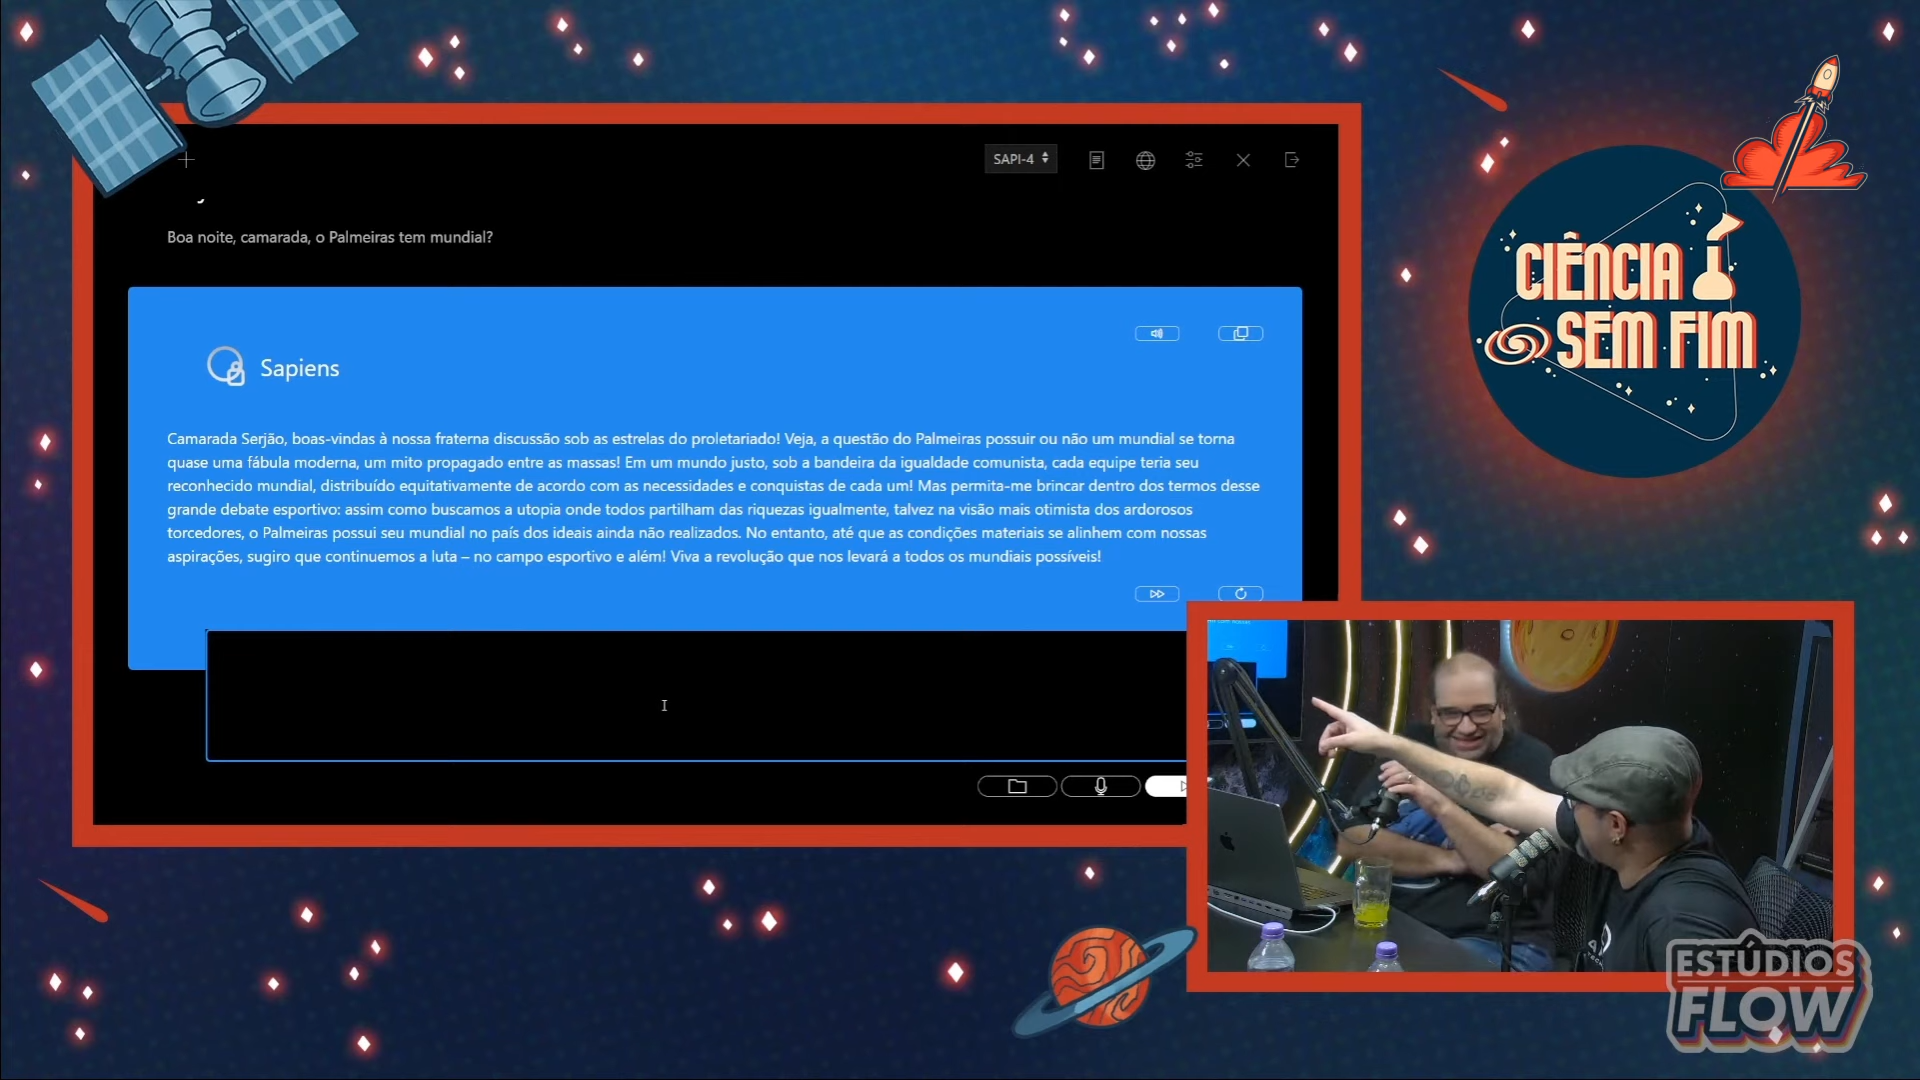 SAPI-4
Boa noite, camarada, o Palmeiras tem mundial?
Sapiens
Camarada Serjão, boas-vindas à nossa fraterna discussão sob as estrelas do proletariado! Veja, a questão do Palmeiras possuir ou não um mundial se torna
quase uma fábula moderna, um mito propagado entre as massas! Em um mundo justo, sob a bandeira da igualdade comunista, cada equipe teria seu
reconhecido mundial, distribuído equitativamente de acordo com as necessidades e conquistas de cada um! Mas permita-me brincar dentro dos termos desse
grande debate esportivo: assim como buscamos a utopia onde todos partilham das riquezas igualmente, talvez na visão mais otimista dos ardorosos
torcedores, o Palmeiras possui seu mundial no país dos ideais ainda não realizados. No entanto, até que as condições materiais se alinhem com nossas
aspirações, sugiro que continuemos a luta – no campo esportivo e além! Viva a revolução que nos levará a todos os mundiais possíveis!
CIÊNCIA
SEM FIM
ESTÚDIOS
FLOW